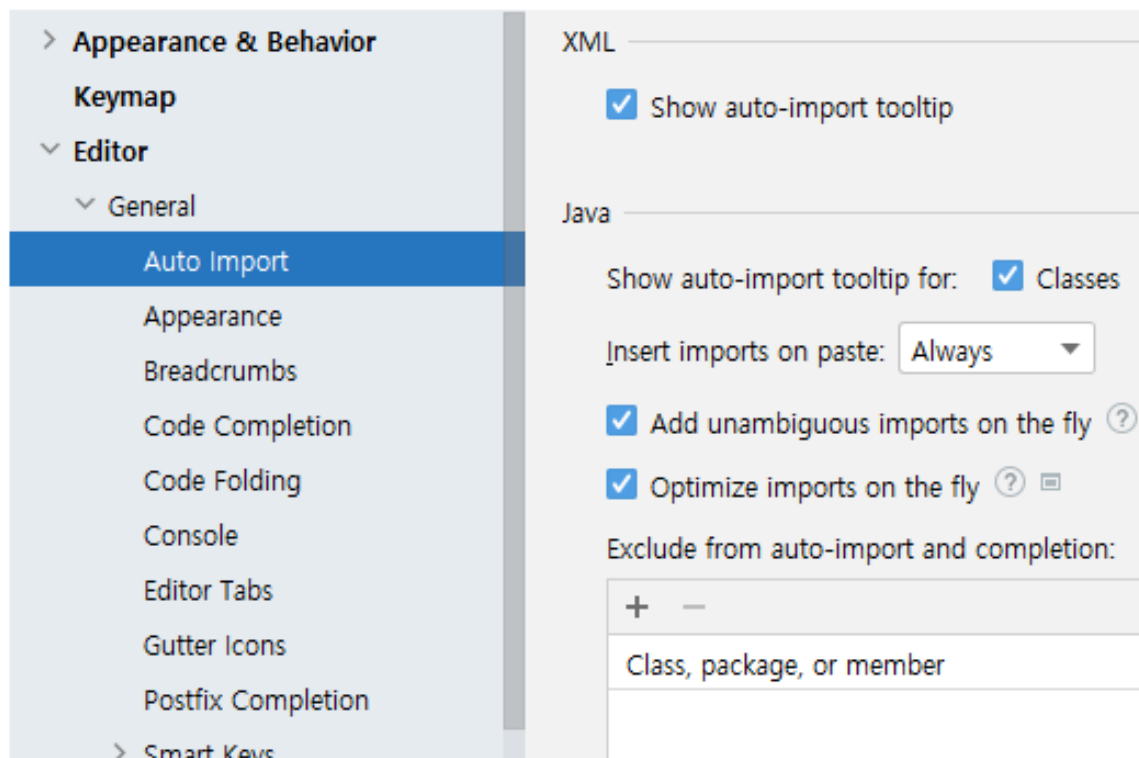 Appearance & Behavior
Keymap
Editor
General
Auto Import
Appearance
Breadcrumbs
Code Completion
Code Folding
Console
Editor Tabs
Gutter Icons
Postfix Completion
Smart Keys
XML
Show auto-import tooltip
Java
Show auto-import tooltip for: Classes
Insert imports on paste: Always
Add unambiguous imports on the fly ?
Optimize imports on the fly ?
Exclude from auto-import and completion:
Class, package, or member